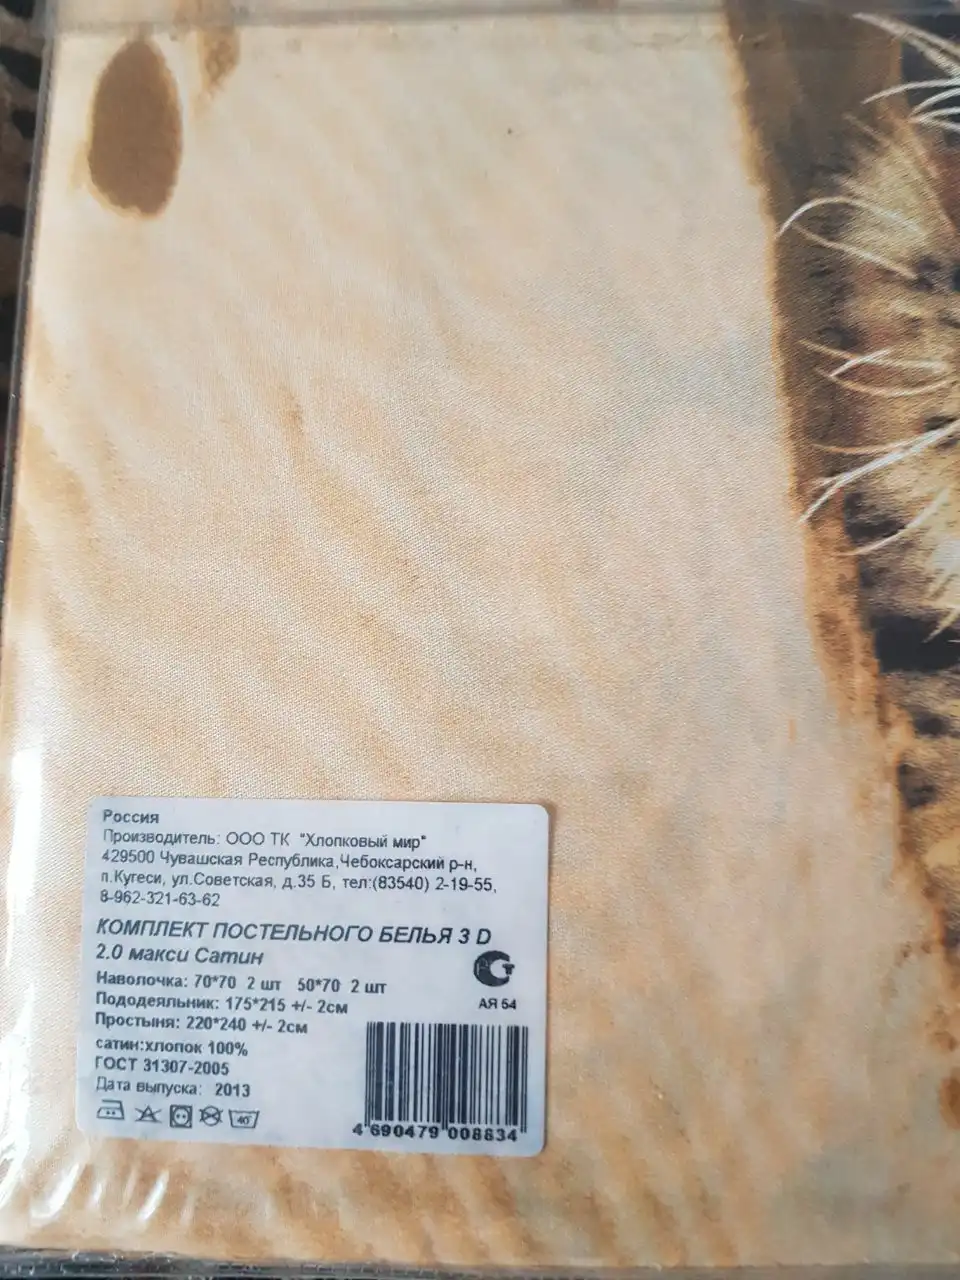 Россия
Производитель: ООО ТК "Хлопковый мир"
429500 Чувашская Республика,Чебоксарский р-н,
п.Кугеси, ул.Советская, д.35 Б, тел:(83540) 2-19-55,
8-962-321-63-62
КОМПЛЕКТ ПОСТЕЛЬНОГО БЕЛЬЯ 3 D
2.0 макси Сатин
Наволочка: 70*70 2 шт 50*70 2 шт
Пододеяльник: 175*215 +/- 2см
Простыня: 220*240 +/- 2см
сатин:хлопок 100%
ГОСТ 31307-2005
Дата выпуска: 2013
40
АЯ 54
4 690479 008834